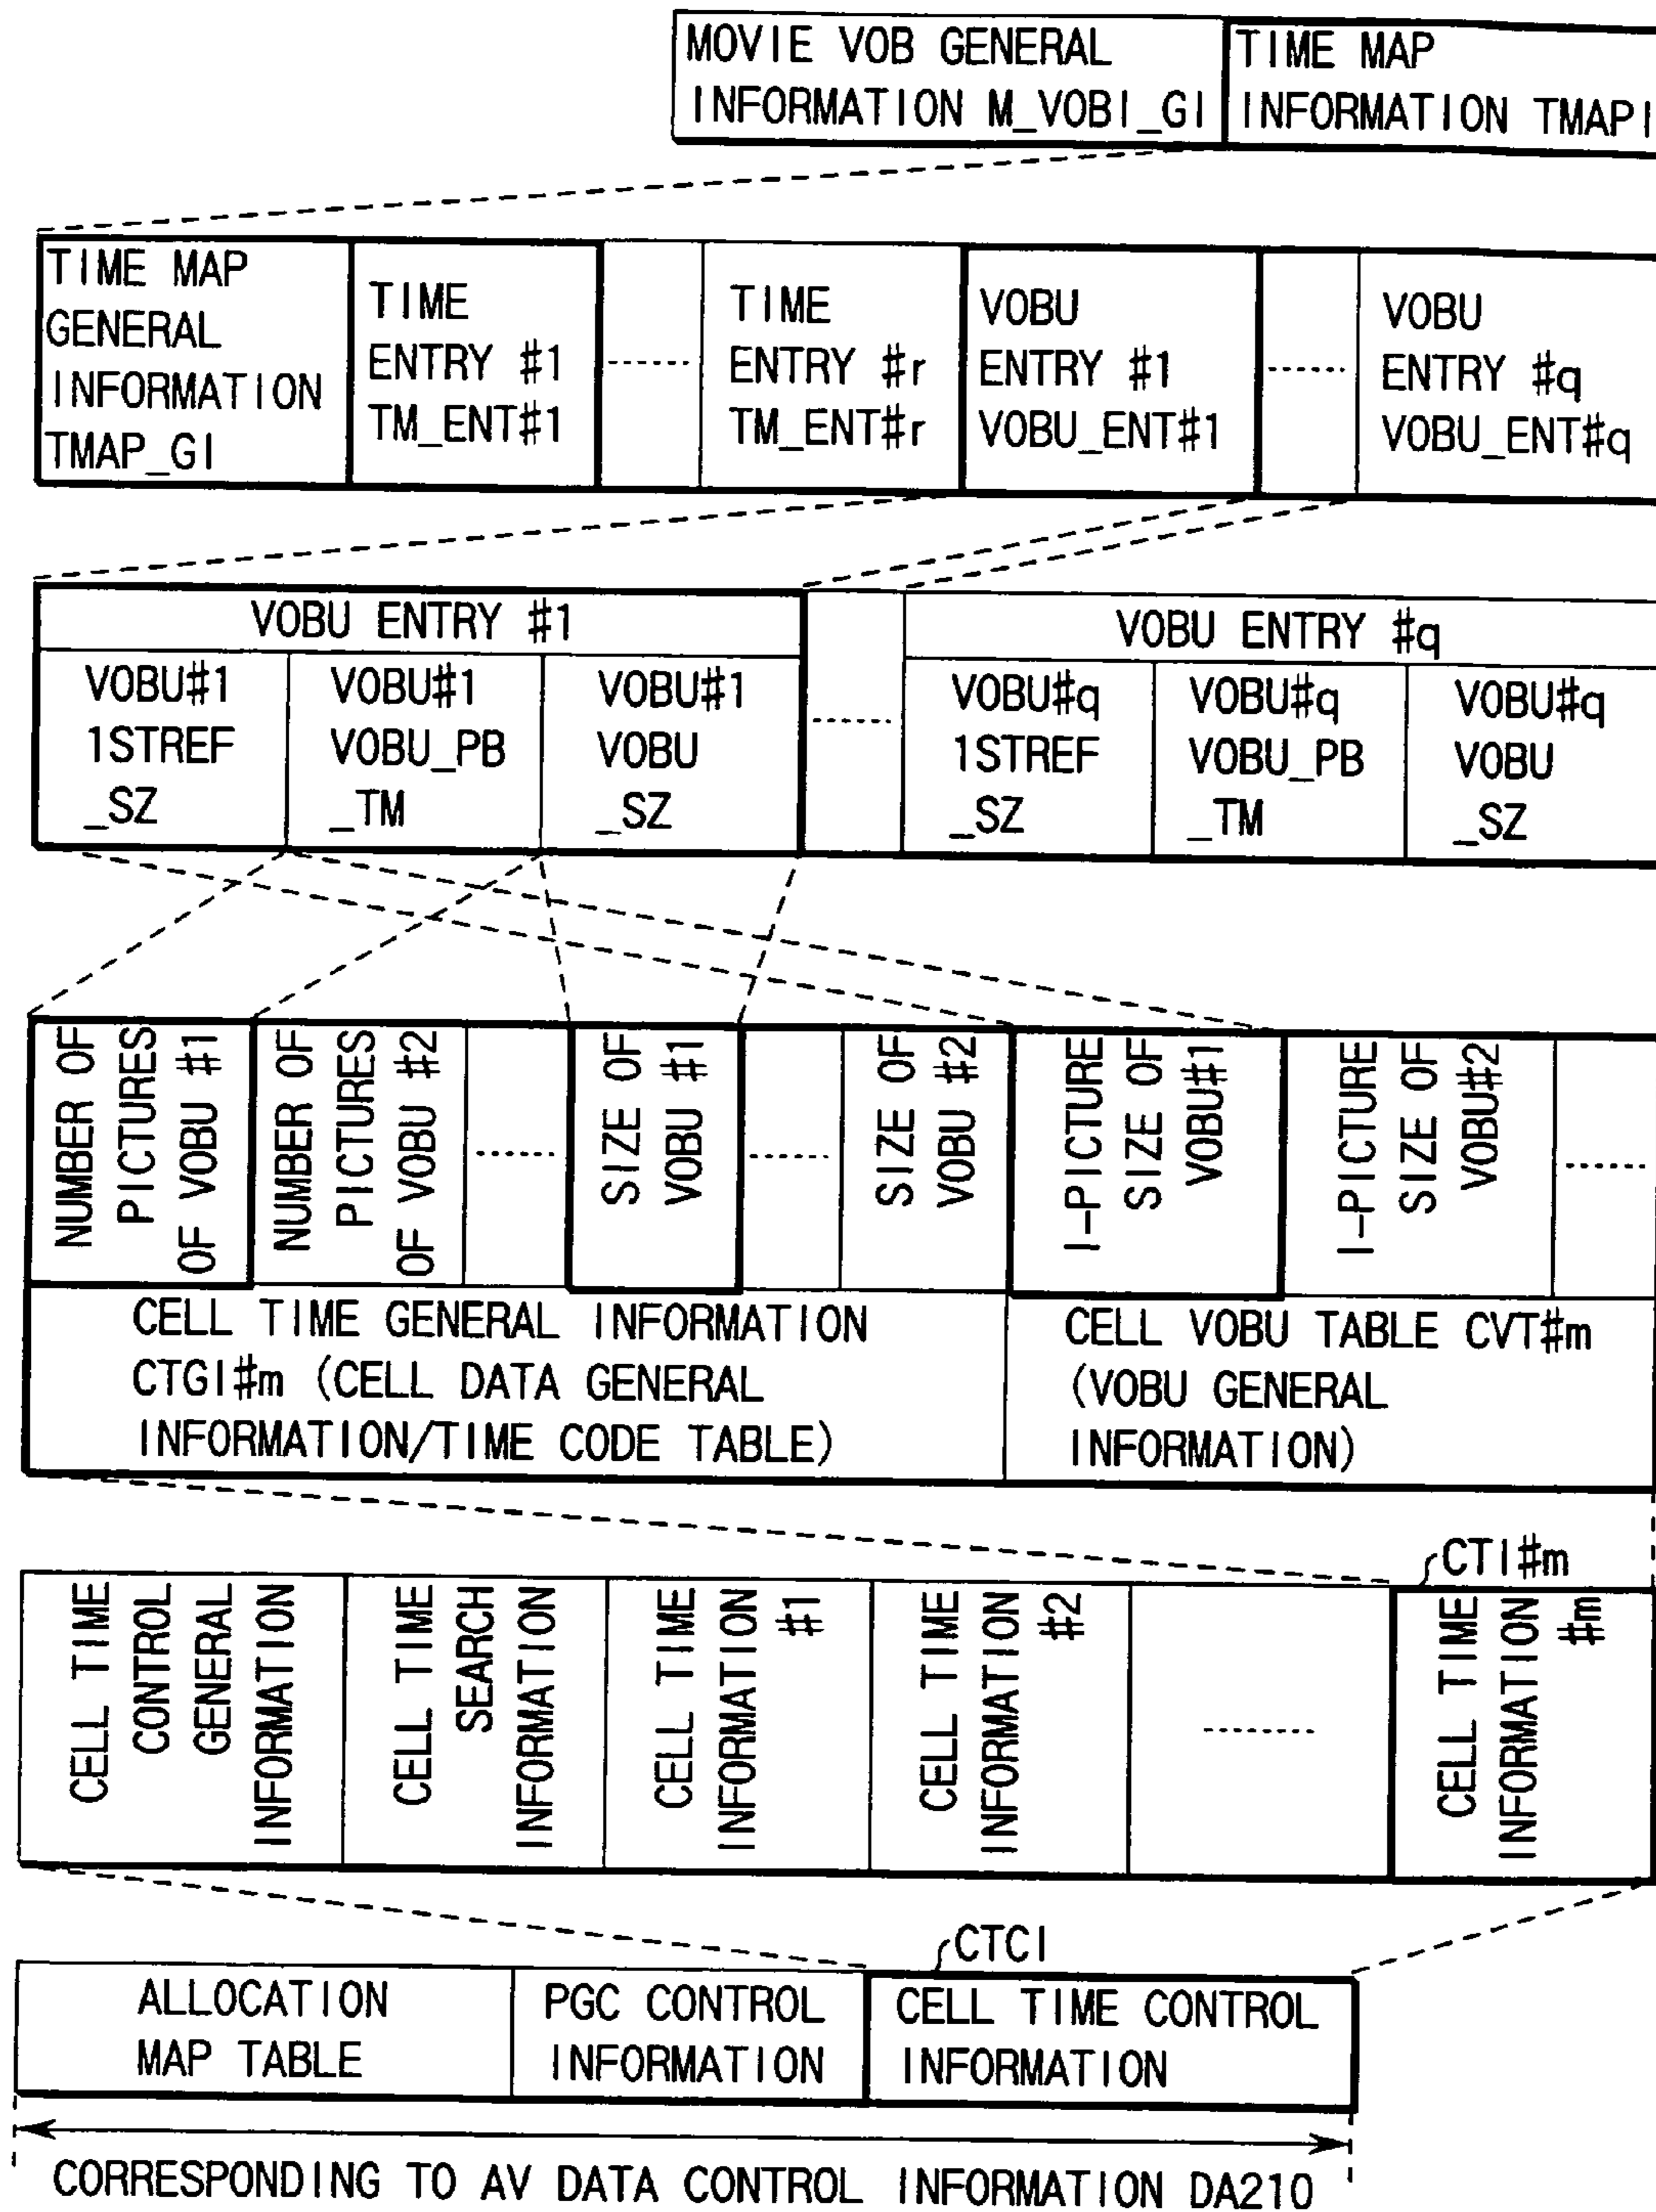 MOVIE VOB GENERAL
INFORMATION M_VOBI_GI
TIME MAP
INFORMATION TMAPI
TIME MAP
GENERAL
INFORMATION
TMAP_GI
TIME
ENTRY #1
TM_ENT#1
TIME
ENTRY #r
TM_ENT#r
VOBU
ENTRY #1
VOBU_ENT#1
VOBU
ENTRY #q
VOBU_ENT#q
VOBU ENTRY #1
VOBU#1
1STREF
_SZ
VOBU#1
VOBU_PB
_TM
VOBU#1
VOBU
_SZ
VOBU ENTRY #q
VOBU#q
1STREF
_SZ
VOBU#q
VOBU_PB
_TM
VOBU#q
VOBU
_SZ
NUMBER OF
PICTURES
OF VOBU #1
NUMBER OF
PICTURES
OF VOBU #2
SIZE OF
VOBU #1
SIZE OF
VOBU #2
I-PICTURE
SIZE OF
VOBU#1
I-PICTURE
SIZE OF
VOBU#2
CELL TIME GENERAL INFORMATION
CTGI#m (CELL DATA GENERAL
INFORMATION/TIME CODE TABLE)
CELL VOBU TABLE CVT#m
(VOBU GENERAL
INFORMATION)
CTI#m
CELL TIME
CONTROL
GENERAL
INFORMATION
CELL TIME
SEARCH
INFORMATION
CELL TIME
INFORMATION
#1
CELL TIME
INFORMATION
#2
CELL TIME
INFORMATION
#m
CTCI
ALLOCATION
MAP TABLE
PGC CONTROL
INFORMATION
CELL TIME CONTROL
INFORMATION
CORRESPONDING TO AV DATA CONTROL INFORMATION DA210